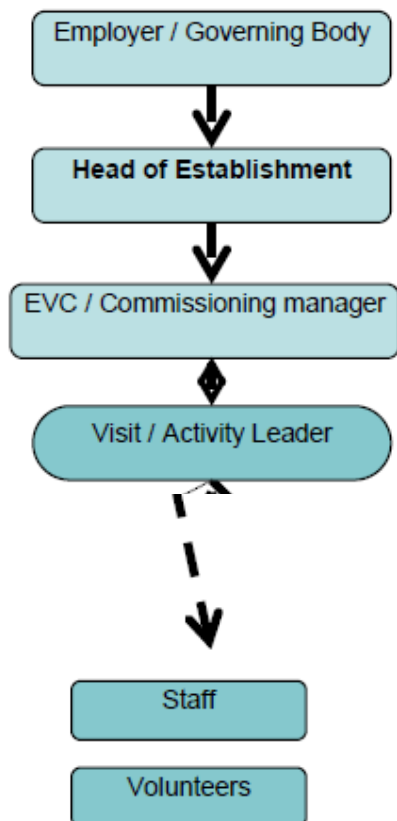 Employer / Governing Body
Head of Establishment
EVC / Commissioning manager
Visit / Activity Leader
Staff
Volunteers